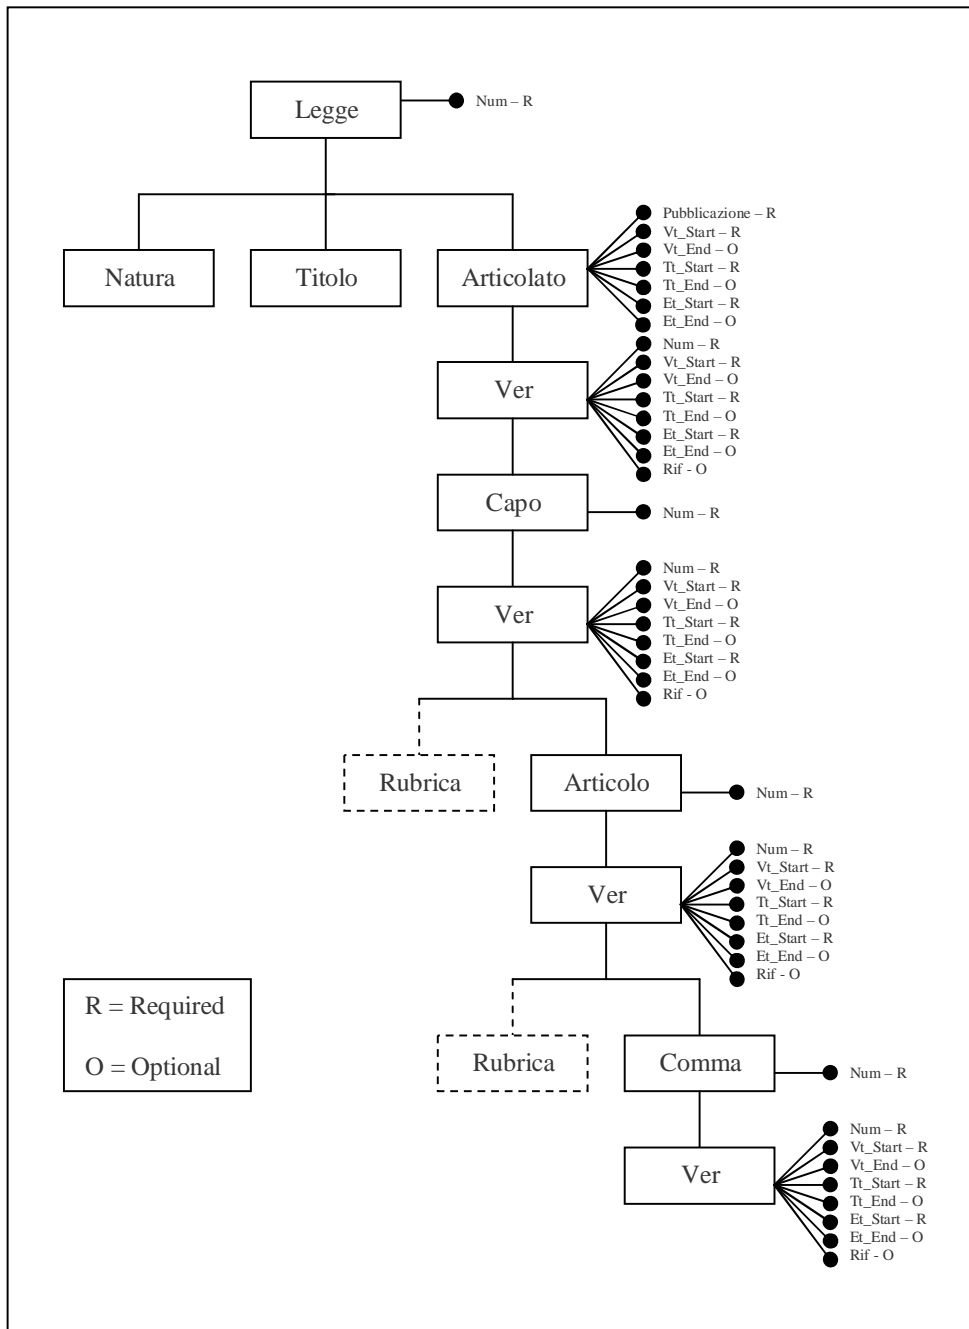 Legge
Num – R
Natura
Titolo
Articolato
Pubblicazione – R
Vt_Start – R
Vt_End – O
Tt_Start – R
Tt_End – O
Et_Start – R
Et_End – O
Ver
Num – R
Vt_Start – R
Vt_End – O
Tt_Start – R
Tt_End – O
Et_Start – R
Et_End – O
Rif - O
Capo
Num – R
Ver
Num – R
Vt_Start – R
Vt_End – O
Tt_Start – R
Tt_End – O
Et_Start – R
Et_End – O
Rif - O
Rubrica
Articolo
Num – R
Ver
Num – R
Vt_Start – R
Vt_End – O
Tt_Start – R
Tt_End – O
Et_Start – R
Et_End – O
Rif - O
R = Required
O = Optional
Rubrica
Comma
Num – R
Ver
Num – R
Vt_Start – R
Vt_End – O
Tt_Start – R
Tt_End – O
Et_Start – R
Et_End – O
Rif - O